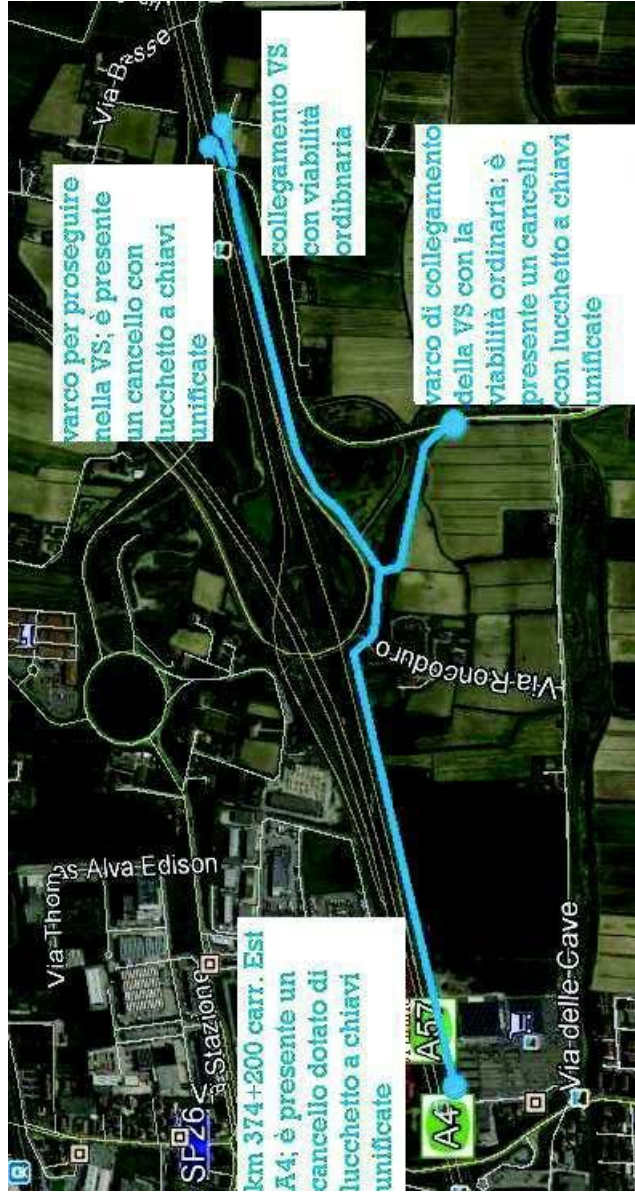 Via Basse
varco per proseguire
nella VS; è presente
un cancello con
lucchetto a chiavi
unificate
collegamento VS
con viabilità
ordibnaria
varco di collegamento
della VS con la
viabilità ordinaria; è
presente un cancello
con lucchetto a chiavi
unificate
Via Roncoduro
Via Thomas Alva Edison
Stazione
SP26
km 374+200 carr. Est
A4; è presente un
cancello dotato di
lucchetto a chiavi
unificate
A57
A4
Via delle Cave